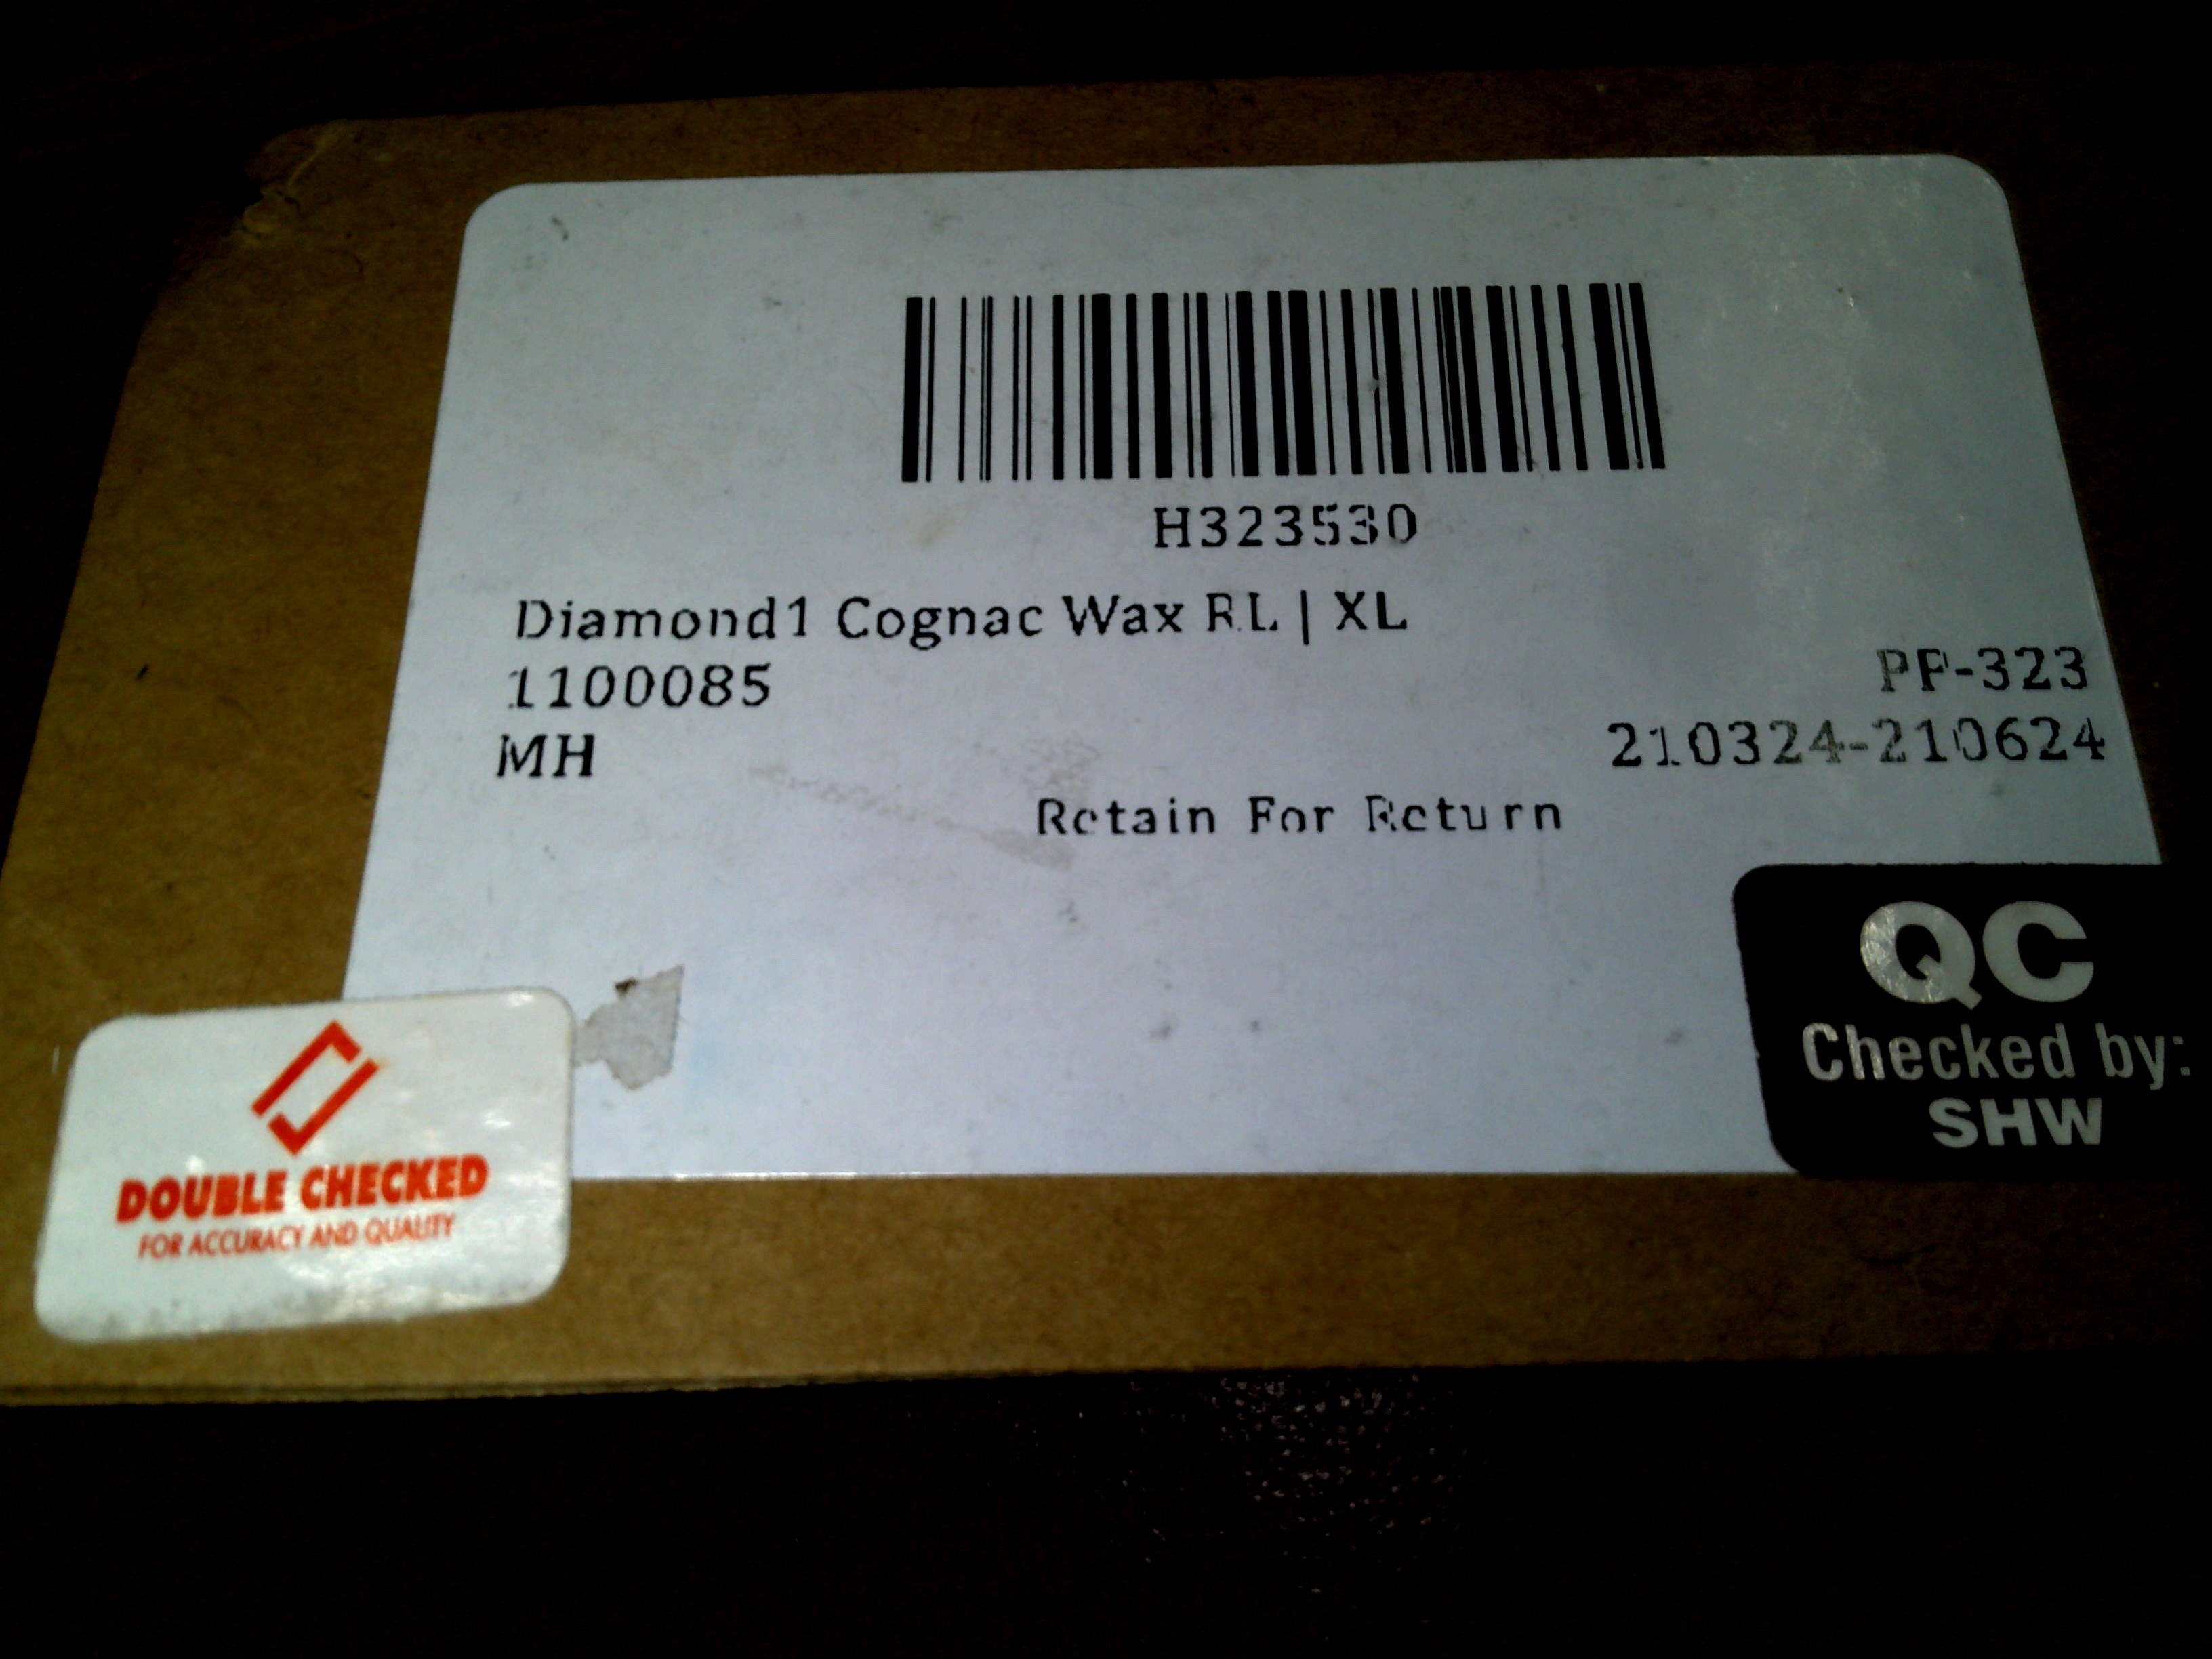 H323530
Diamond1 Cognac Wax RL | XL
1100085
PP-323
MH
210324-210624
Retain For Return
QC
Checked by:
SHW
DOUBLE CHECKED
FOR ACCURACY AND QUALITY